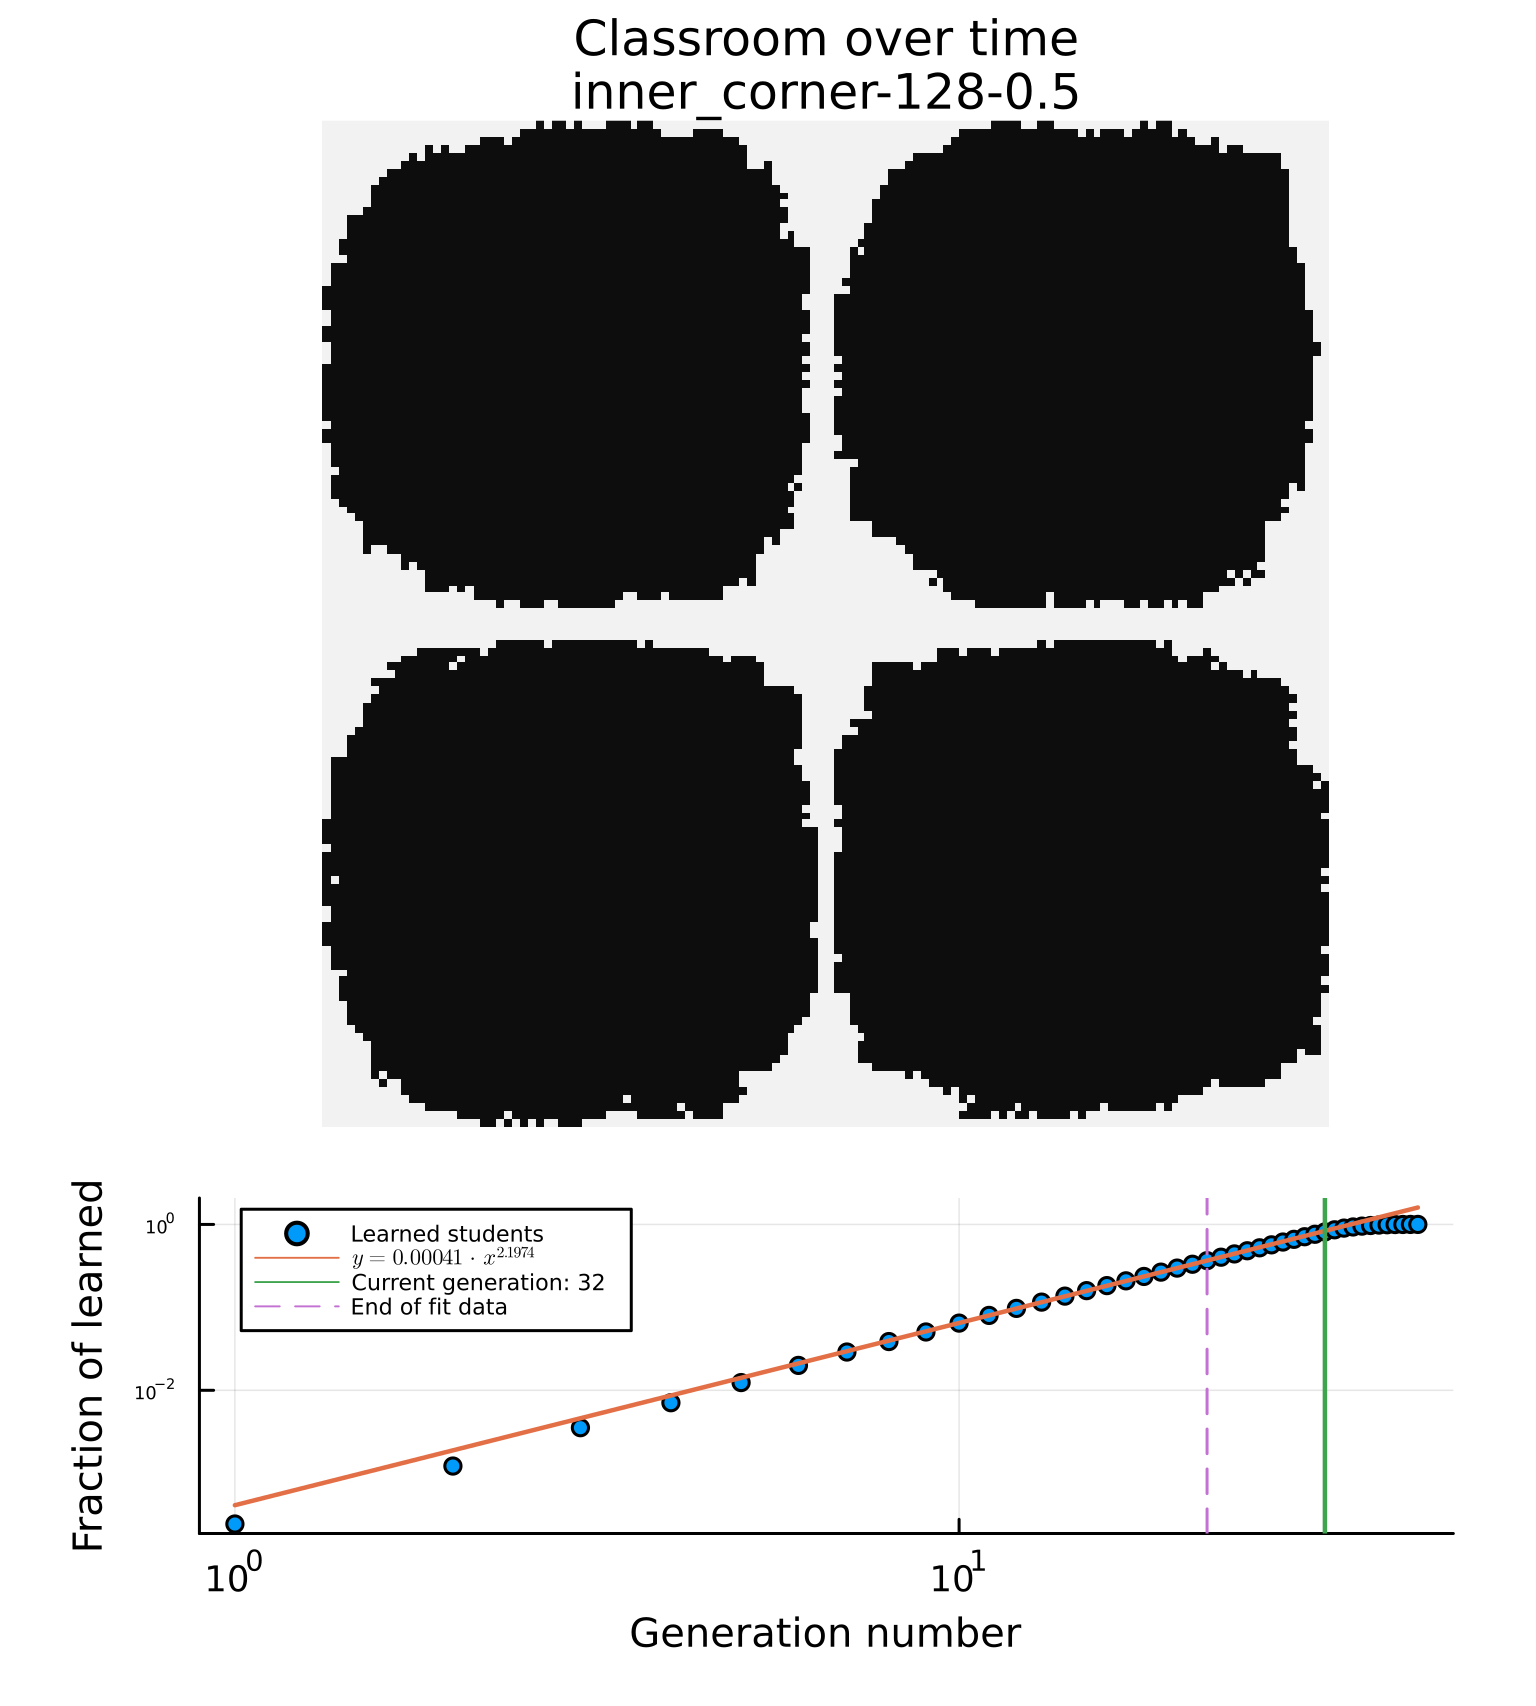 Classroom over time
inner_corner-128-0.5
Fraction of learned
10^0
10^-2
Learned students
y = 0.00041 · x^2.1974
Current generation: 32
End of fit data
10^0
10^1
Generation number